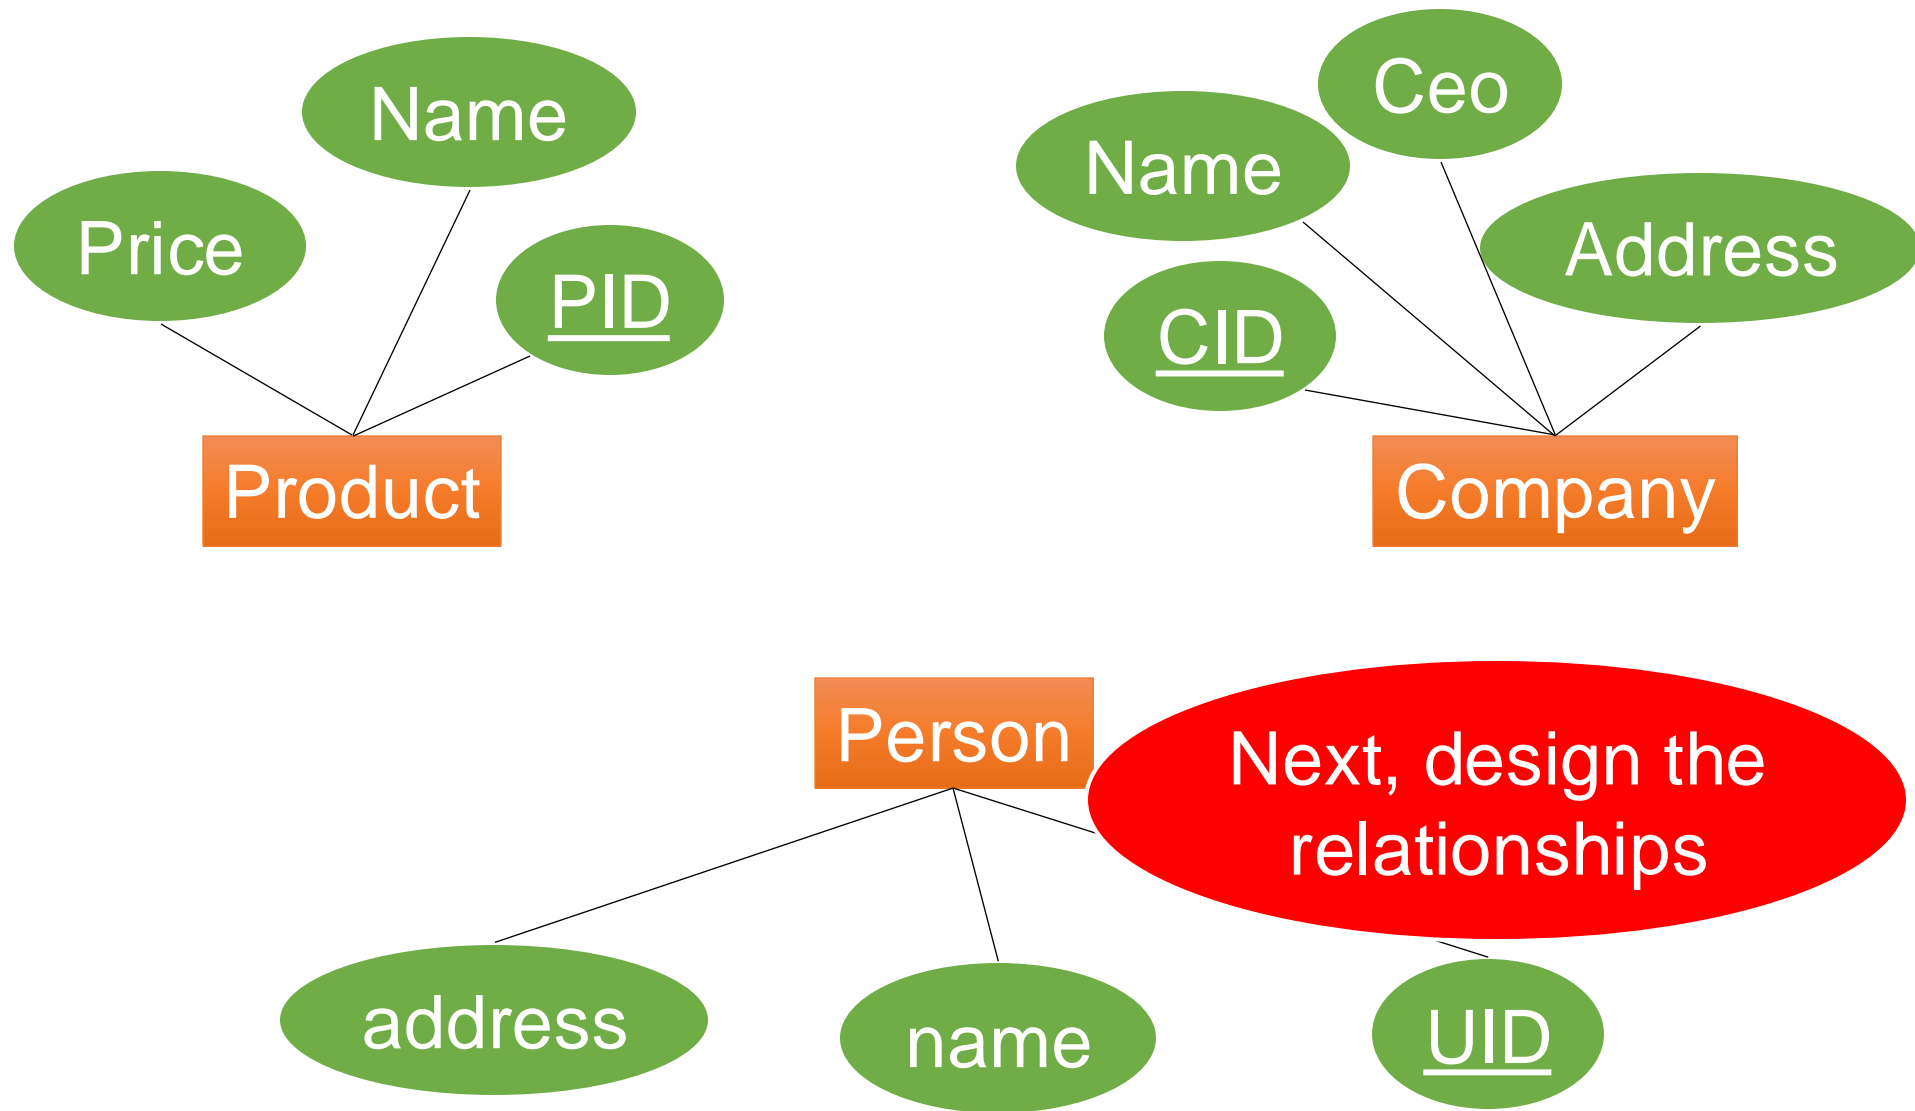 Name
Price
PID
Product
Ceo
Name
Address
CID
Company
Person
Next, design the
relationships
address
name
UID